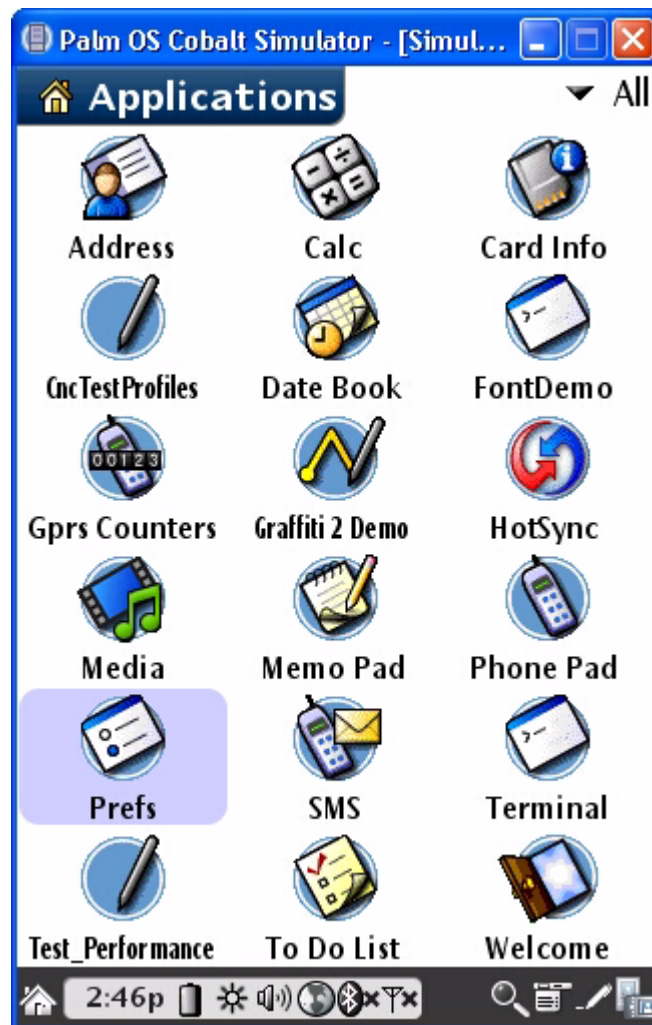 Palm OS Cobalt Simulator - [Simul...
Applications
All
Address
Calc
Card Info
CncTestProfiles
Date Book
FontDemo
00123
Gprs Counters
Graffiti 2 Demo
HotSync
Media
Memo Pad
Phone Pad
Prefs
SMS
Terminal
Test_Performance
To Do List
Welcome
2:46p